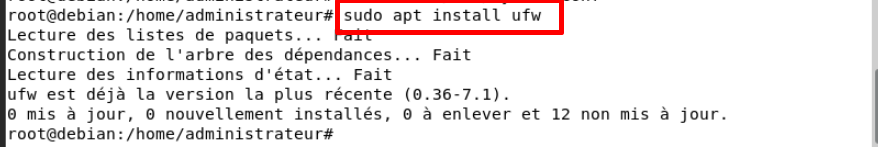 root@debian:/home/administrateur# sudo apt install ufw
Lecture des listes de paquets... Fait
Construction de l'arbre des dépendances... Fait
Lecture des informations d'état... Fait
ufw est déjà la version la plus récente (0.36-7.1).
0 mis à jour, 0 nouvellement installés, 0 à enlever et 12 non mis à jour.
root@debian:/home/administrateur#